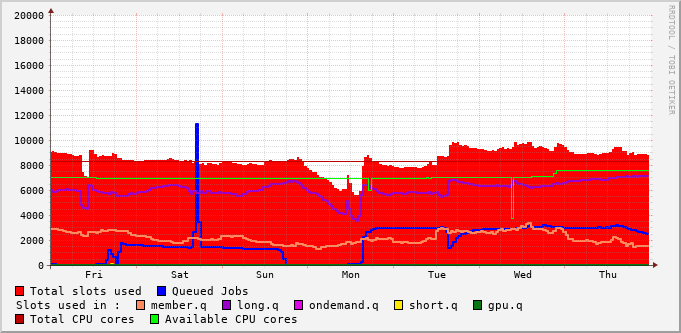 RRDTOOL / TOBI OETIKER
20000
18000
16000
14000
12000
10000
8000
6000
4000
2000
0
Fri Sat Sun Mon Tue Wed Thu
Total slots used Queued Jobs
Slots used in : member.q long.q ondemand.q short.q gpu.q
Total CPU cores Available CPU cores